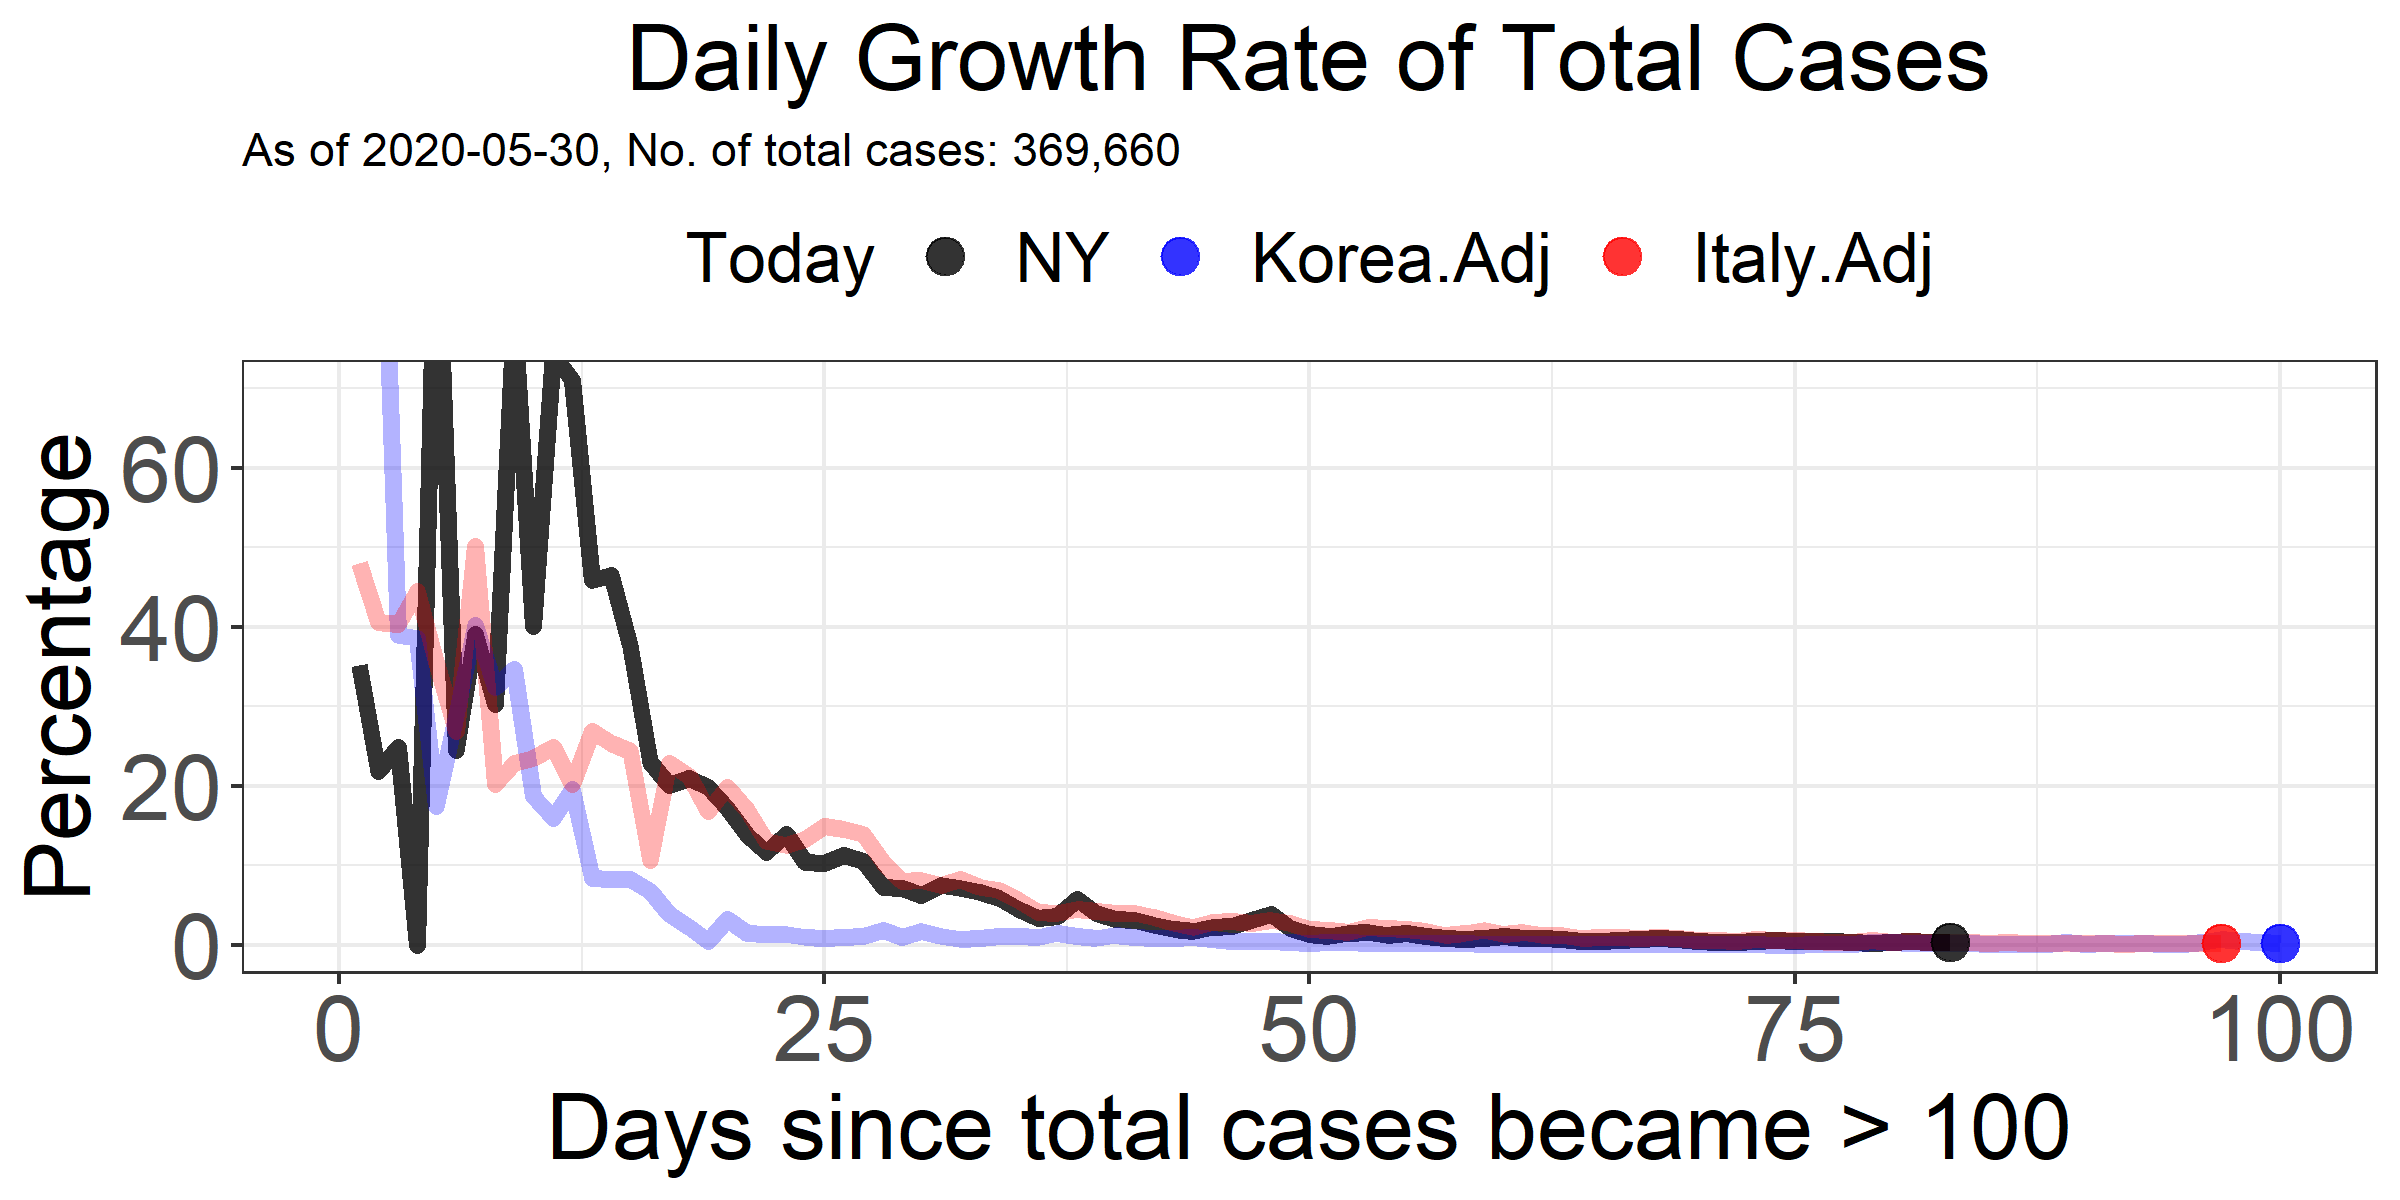 Daily Growth Rate of Total Cases
As of 2020-05-30, No. of total cases: 369,660
Today NY Korea.Adj Italy.Adj
Percentage
60
40
20
0
0 25 50 75 100
Days since total cases became > 100